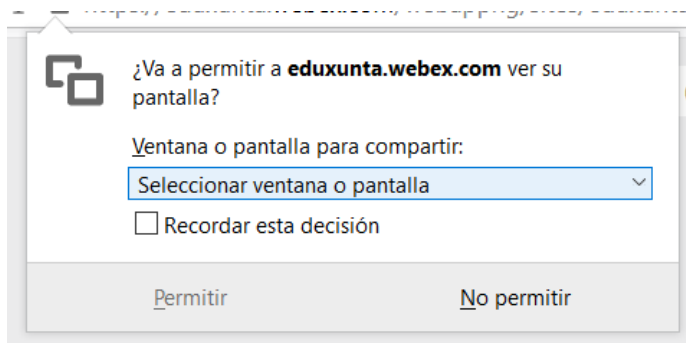 ¿Va a permitir a eduxunta.webex.com ver su
pantalla?
Ventana o pantalla para compartir:
Seleccionar ventana o pantalla
Recordar esta decisión
Permitir
No permitir